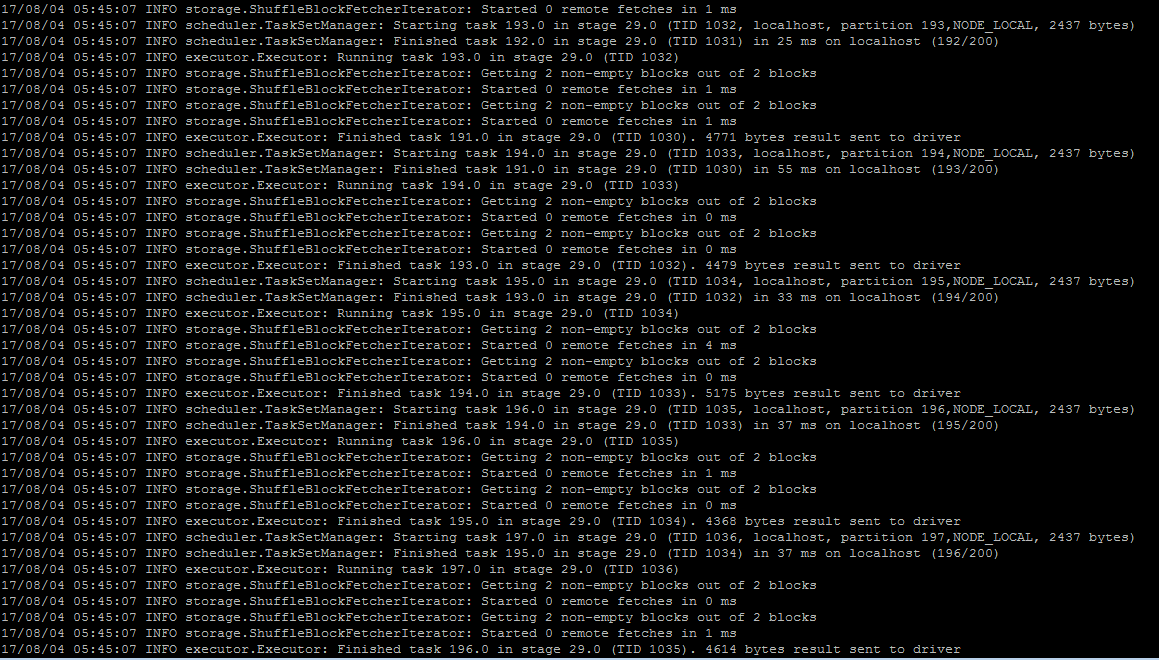 17/08/04 05:45:07 INFO storage.ShuffleBlockFetcherIterator: Started 0 remote fetches in 1 ms
17/08/04 05:45:07 INFO scheduler.TaskSetManager: Starting task 193.0 in stage 29.0 (TID 1032, localhost, partition 193,NODE_LOCAL, 2437 bytes)
17/08/04 05:45:07 INFO scheduler.TaskSetManager: Finished task 192.0 in stage 29.0 (TID 1031) in 25 ms on localhost (192/200)
17/08/04 05:45:07 INFO executor.Executor: Running task 193.0 in stage 29.0 (TID 1032)
17/08/04 05:45:07 INFO storage.ShuffleBlockFetcherIterator: Getting 2 non-empty blocks out of 2 blocks
17/08/04 05:45:07 INFO storage.ShuffleBlockFetcherIterator: Started 0 remote fetches in 1 ms
17/08/04 05:45:07 INFO storage.ShuffleBlockFetcherIterator: Getting 2 non-empty blocks out of 2 blocks
17/08/04 05:45:07 INFO storage.ShuffleBlockFetcherIterator: Started 0 remote fetches in 1 ms
17/08/04 05:45:07 INFO executor.Executor: Finished task 191.0 in stage 29.0 (TID 1030). 4771 bytes result sent to driver
17/08/04 05:45:07 INFO scheduler.TaskSetManager: Starting task 194.0 in stage 29.0 (TID 1033, localhost, partition 194,NODE_LOCAL, 2437 bytes)
17/08/04 05:45:07 INFO scheduler.TaskSetManager: Finished task 191.0 in stage 29.0 (TID 1030) in 55 ms on localhost (193/200)
17/08/04 05:45:07 INFO executor.Executor: Running task 194.0 in stage 29.0 (TID 1033)
17/08/04 05:45:07 INFO storage.ShuffleBlockFetcherIterator: Getting 2 non-empty blocks out of 2 blocks
17/08/04 05:45:07 INFO storage.ShuffleBlockFetcherIterator: Started 0 remote fetches in 0 ms
17/08/04 05:45:07 INFO storage.ShuffleBlockFetcherIterator: Getting 2 non-empty blocks out of 2 blocks
17/08/04 05:45:07 INFO storage.ShuffleBlockFetcherIterator: Started 0 remote fetches in 0 ms
17/08/04 05:45:07 INFO executor.Executor: Finished task 193.0 in stage 29.0 (TID 1032). 4479 bytes result sent to driver
17/08/04 05:45:07 INFO scheduler.TaskSetManager: Starting task 195.0 in stage 29.0 (TID 1034, localhost, partition 195,NODE_LOCAL, 2437 bytes)
17/08/04 05:45:07 INFO scheduler.TaskSetManager: Finished task 193.0 in stage 29.0 (TID 1032) in 33 ms on localhost (194/200)
17/08/04 05:45:07 INFO executor.Executor: Running task 195.0 in stage 29.0 (TID 1034)
17/08/04 05:45:07 INFO storage.ShuffleBlockFetcherIterator: Getting 2 non-empty blocks out of 2 blocks
17/08/04 05:45:07 INFO storage.ShuffleBlockFetcherIterator: Started 0 remote fetches in 4 ms
17/08/04 05:45:07 INFO storage.ShuffleBlockFetcherIterator: Getting 2 non-empty blocks out of 2 blocks
17/08/04 05:45:07 INFO storage.ShuffleBlockFetcherIterator: Started 0 remote fetches in 0 ms
17/08/04 05:45:07 INFO executor.Executor: Finished task 194.0 in stage 29.0 (TID 1033). 5175 bytes result sent to driver
17/08/04 05:45:07 INFO scheduler.TaskSetManager: Starting task 196.0 in stage 29.0 (TID 1035, localhost, partition 196,NODE_LOCAL, 2437 bytes)
17/08/04 05:45:07 INFO scheduler.TaskSetManager: Finished task 194.0 in stage 29.0 (TID 1033) in 37 ms on localhost (195/200)
17/08/04 05:45:07 INFO executor.Executor: Running task 196.0 in stage 29.0 (TID 1035)
17/08/04 05:45:07 INFO storage.ShuffleBlockFetcherIterator: Getting 2 non-empty blocks out of 2 blocks
17/08/04 05:45:07 INFO storage.ShuffleBlockFetcherIterator: Started 0 remote fetches in 1 ms
17/08/04 05:45:07 INFO storage.ShuffleBlockFetcherIterator: Getting 2 non-empty blocks out of 2 blocks
17/08/04 05:45:07 INFO storage.ShuffleBlockFetcherIterator: Started 0 remote fetches in 0 ms
17/08/04 05:45:07 INFO executor.Executor: Finished task 195.0 in stage 29.0 (TID 1034). 4368 bytes result sent to driver
17/08/04 05:45:07 INFO scheduler.TaskSetManager: Starting task 197.0 in stage 29.0 (TID 1036, localhost, partition 197,NODE_LOCAL, 2437 bytes)
17/08/04 05:45:07 INFO scheduler.TaskSetManager: Finished task 195.0 in stage 29.0 (TID 1034) in 37 ms on localhost (196/200)
17/08/04 05:45:07 INFO executor.Executor: Running task 197.0 in stage 29.0 (TID 1036)
17/08/04 05:45:07 INFO storage.ShuffleBlockFetcherIterator: Getting 2 non-empty blocks out of 2 blocks
17/08/04 05:45:07 INFO storage.ShuffleBlockFetcherIterator: Started 0 remote fetches in 0 ms
17/08/04 05:45:07 INFO storage.ShuffleBlockFetcherIterator: Getting 2 non-empty blocks out of 2 blocks
17/08/04 05:45:07 INFO storage.ShuffleBlockFetcherIterator: Started 0 remote fetches in 1 ms
17/08/04 05:45:07 INFO executor.Executor: Finished task 196.0 in stage 29.0 (TID 1035). 4614 bytes result sent to driver